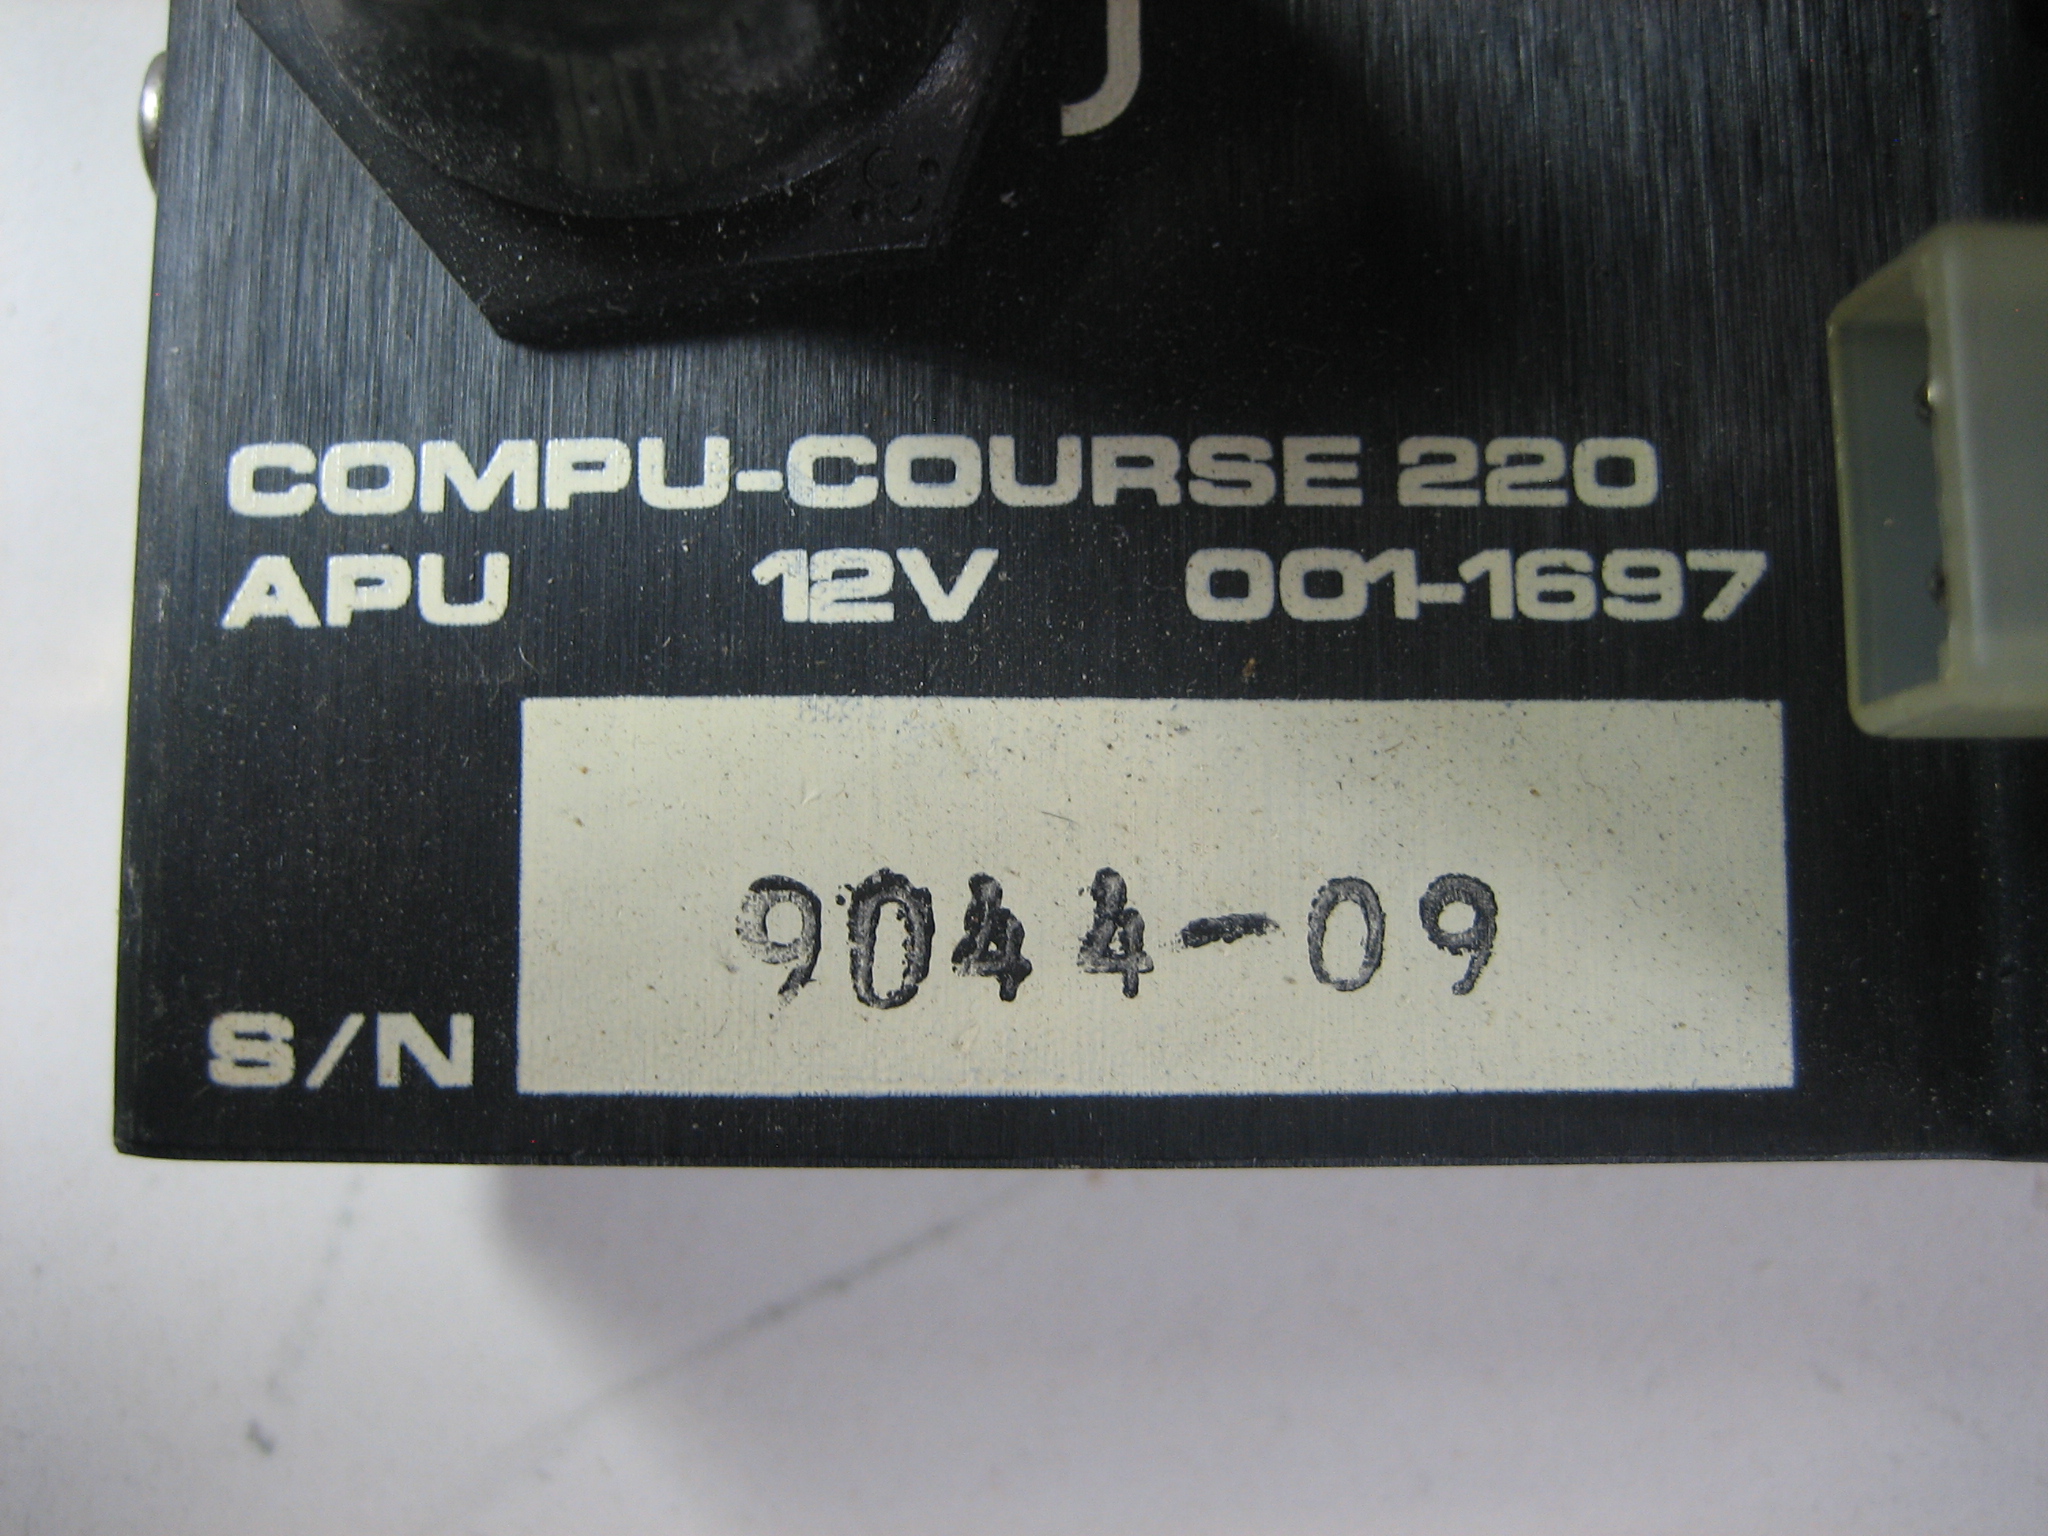 J
COMPU-COURSE 220
APU 12V 001-1697
9044-09
S/N